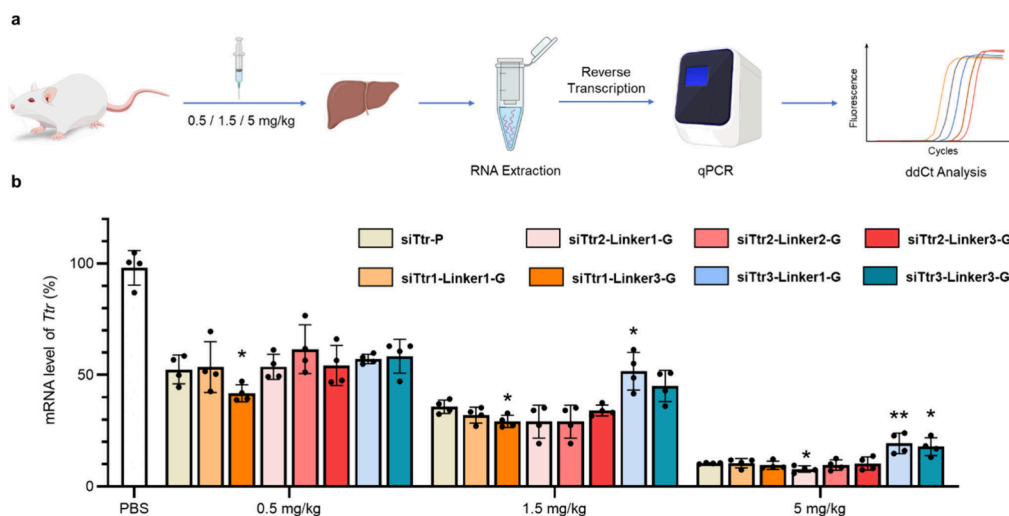 a
0.5 / 1.5 / 5 mg/kg
RNA Extraction
Reverse
Transcription
qPCR
Fluorescence
Cycles
ddCt Analysis
b
mRNA level of Ttr (%)
100
50
0
siTtr-P
siTtr2-Linker1-G
siTtr2-Linker2-G
siTtr2-Linker3-G
siTtr1-Linker1-G
siTtr1-Linker3-G
siTtr3-Linker1-G
siTtr3-Linker3-G
*
*
*
*
**
*
PBS
0.5 mg/kg
1.5 mg/kg
5 mg/kg